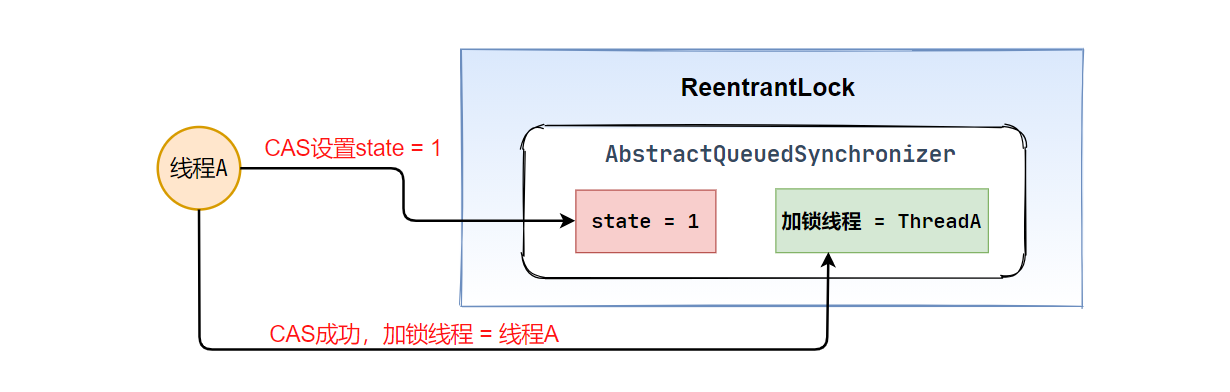 ReentrantLock
CAS设置state = 1
AbstractQueuedSynchronizer
线程A
state = 1
加锁线程 = ThreadA
CAS成功，加锁线程 = 线程A